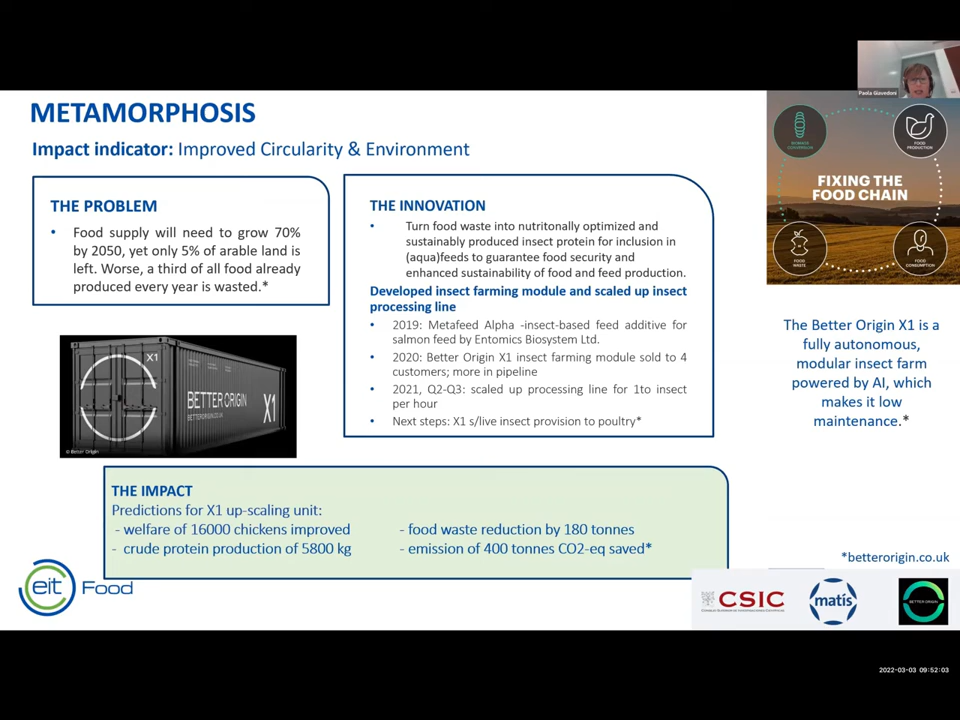 Paola Giavedoni
METAMORPHOSIS
Impact indicator: Improved Circularity & Environment
THE PROBLEM
• Food supply will need to grow 70%
by 2050, yet only 5% of arable land is
left. Worse, a third of all food already
produced every year is wasted.*
THE INNOVATION
• Turn food waste into nutritonally optimized and
sustainably produced insect protein for inclusion in
(aqua)feeds to guarantee food security and
enhanced sustainability of food and feed production.
Developed insect farming module and scaled up insect
processing line
• 2019: Metafeed Alpha -insect-based feed additive for
salmon feed by Entomics Biosystem Ltd.
• 2020: Better Origin X1 insect farming module sold to 4
customers; more in pipeline
• 2021, Q2-Q3: scaled up processing line for 1to insect
per hour
• Next steps: X1 s/live insect provision to poultry*
BIOMASS
CONVERSION
FOOD
PRODUCTION
FIXING THE
FOOD CHAIN
FOOD
WASTE
FOOD
CONSUMPTION
The Better Origin X1 is a
fully autonomous,
modular insect farm
powered by AI, which
makes it low
maintenance.*
X1
BETTER ORIGIN
BETTERORIGIN.CO.UK
X1
© Better Origin
THE IMPACT
Predictions for X1 up-scaling unit:
- welfare of 16000 chickens improved
- crude protein production of 5800 kg
- food waste reduction by 180 tonnes
- emission of 400 tonnes CO2-eq saved*
*betterorigin.co.uk
eit Food
CSIC
matís
BETTER ORIGIN
2022-03-03 09:52:03